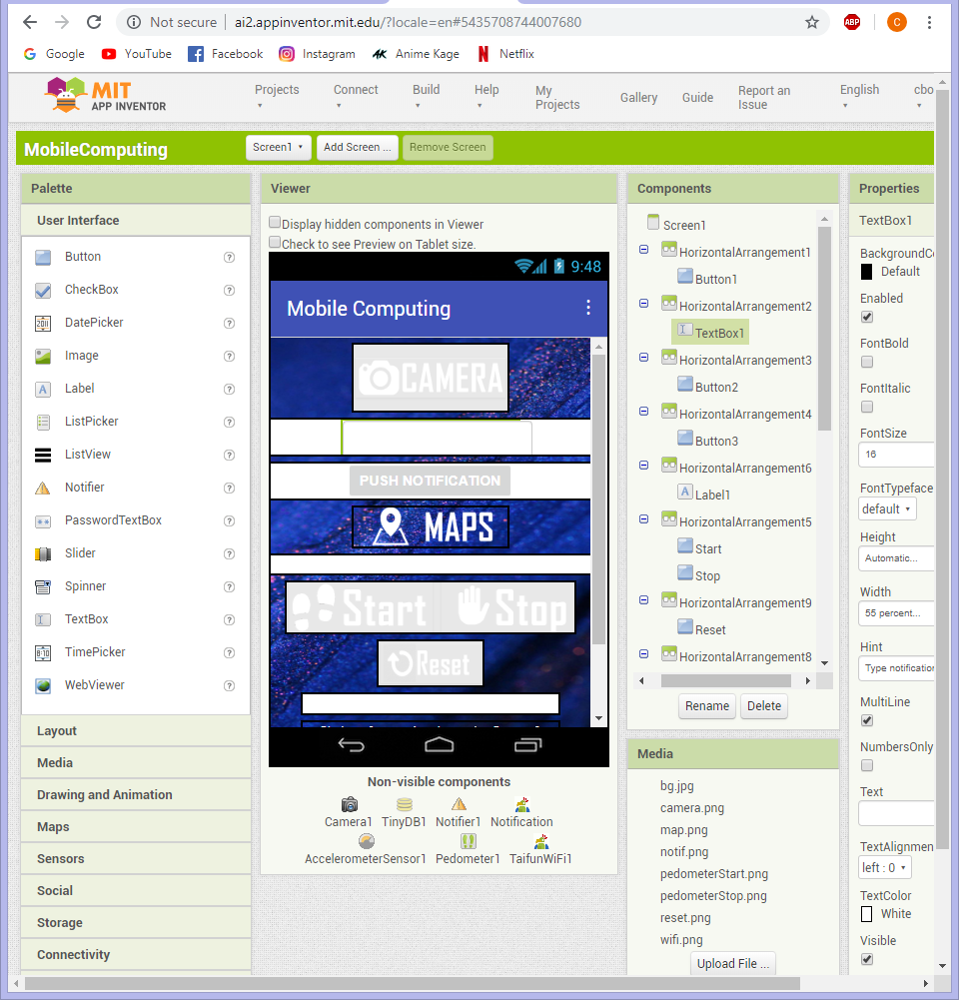 Not secure | ai2.appinventor.mit.edu/?locale=en#5435708744007680
ABP
C
Google YouTube Facebook Instagram Anime Kage Netflix
MIT
APP INVENTOR
Projects Connect Build Help My Projects Gallery Guide Report an Issue English cbo
MobileComputing
Screen1 Add Screen ... Remove Screen
Palette
User Interface
Button ?
CheckBox ?
DatePicker ?
Image ?
Label ?
ListPicker ?
ListView ?
Notifier ?
PasswordTextBox ?
Slider ?
Spinner ?
TextBox ?
TimePicker ?
WebViewer ?
Layout
Media
Drawing and Animation
Maps
Sensors
Social
Storage
Connectivity
Viewer
Display hidden components in Viewer
Check to see Preview on Tablet size.
9:48
Mobile Computing
CAMERA
PUSH NOTIFICATION
MAPS
Start Stop
Reset
Non-visible components
Camera1 TinyDB1 Notifier1 Notification
AccelerometerSensor1 Pedometer1 TaifunWiFi1
Components
Screen1
HorizontalArrangement1
Button1
HorizontalArrangement2
TextBox1
HorizontalArrangement3
Button2
HorizontalArrangement4
Button3
HorizontalArrangement6
Label1
HorizontalArrangement5
Start
Stop
HorizontalArrangement9
Reset
HorizontalArrangement8
Rename Delete
Media
bg.jpg
camera.png
map.png
notif.png
pedometerStart.png
pedometerStop.png
reset.png
wifi.png
Upload File ...
Properties
TextBox1
BackgroundCo
Default
Enabled
FontBold
FontItalic
FontSize
16
FontTypeface
default
Height
Automatic...
Width
55 percent...
Hint
Type notification
MultiLine
NumbersOnly
Text
TextAlignmen
left : 0
TextColor
White
Visible